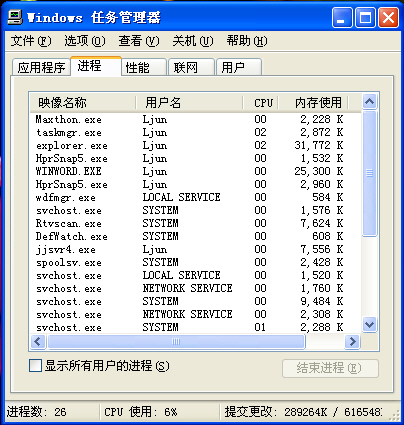 Windows 任务管理器
文件(F) 选项(O) 查看(V) 关机(U) 帮助(H)
应用程序 进程 性能 联网 用户
映像名称 用户名 CPU 内存使用
Maxthon.exe Ljun 00 2,228 K
taskmgr.exe Ljun 02 2,872 K
explorer.exe Ljun 02 31,772 K
HprSnap5.exe Ljun 00 1,532 K
WINWORD.EXE Ljun 00 25,300 K
HprSnap5.exe Ljun 00 2,960 K
wdfmgr.exe LOCAL SERVICE 00 584 K
svchost.exe SYSTEM 00 1,576 K
Rtvscan.exe SYSTEM 00 7,624 K
DefWatch.exe SYSTEM 00 608 K
jjsvr4.exe Ljun 00 7,556 K
spoolsv.exe SYSTEM 00 2,428 K
svchost.exe LOCAL SERVICE 00 1,520 K
svchost.exe NETWORK SERVICE 00 1,760 K
svchost.exe SYSTEM 00 9,484 K
svchost.exe NETWORK SERVICE 00 2,308 K
svchost.exe SYSTEM 01 2,288 K
显示所有用户的进程(S) 结束进程(E)
进程数: 26 CPU 使用: 6% 提交更改: 289264K / 616548K